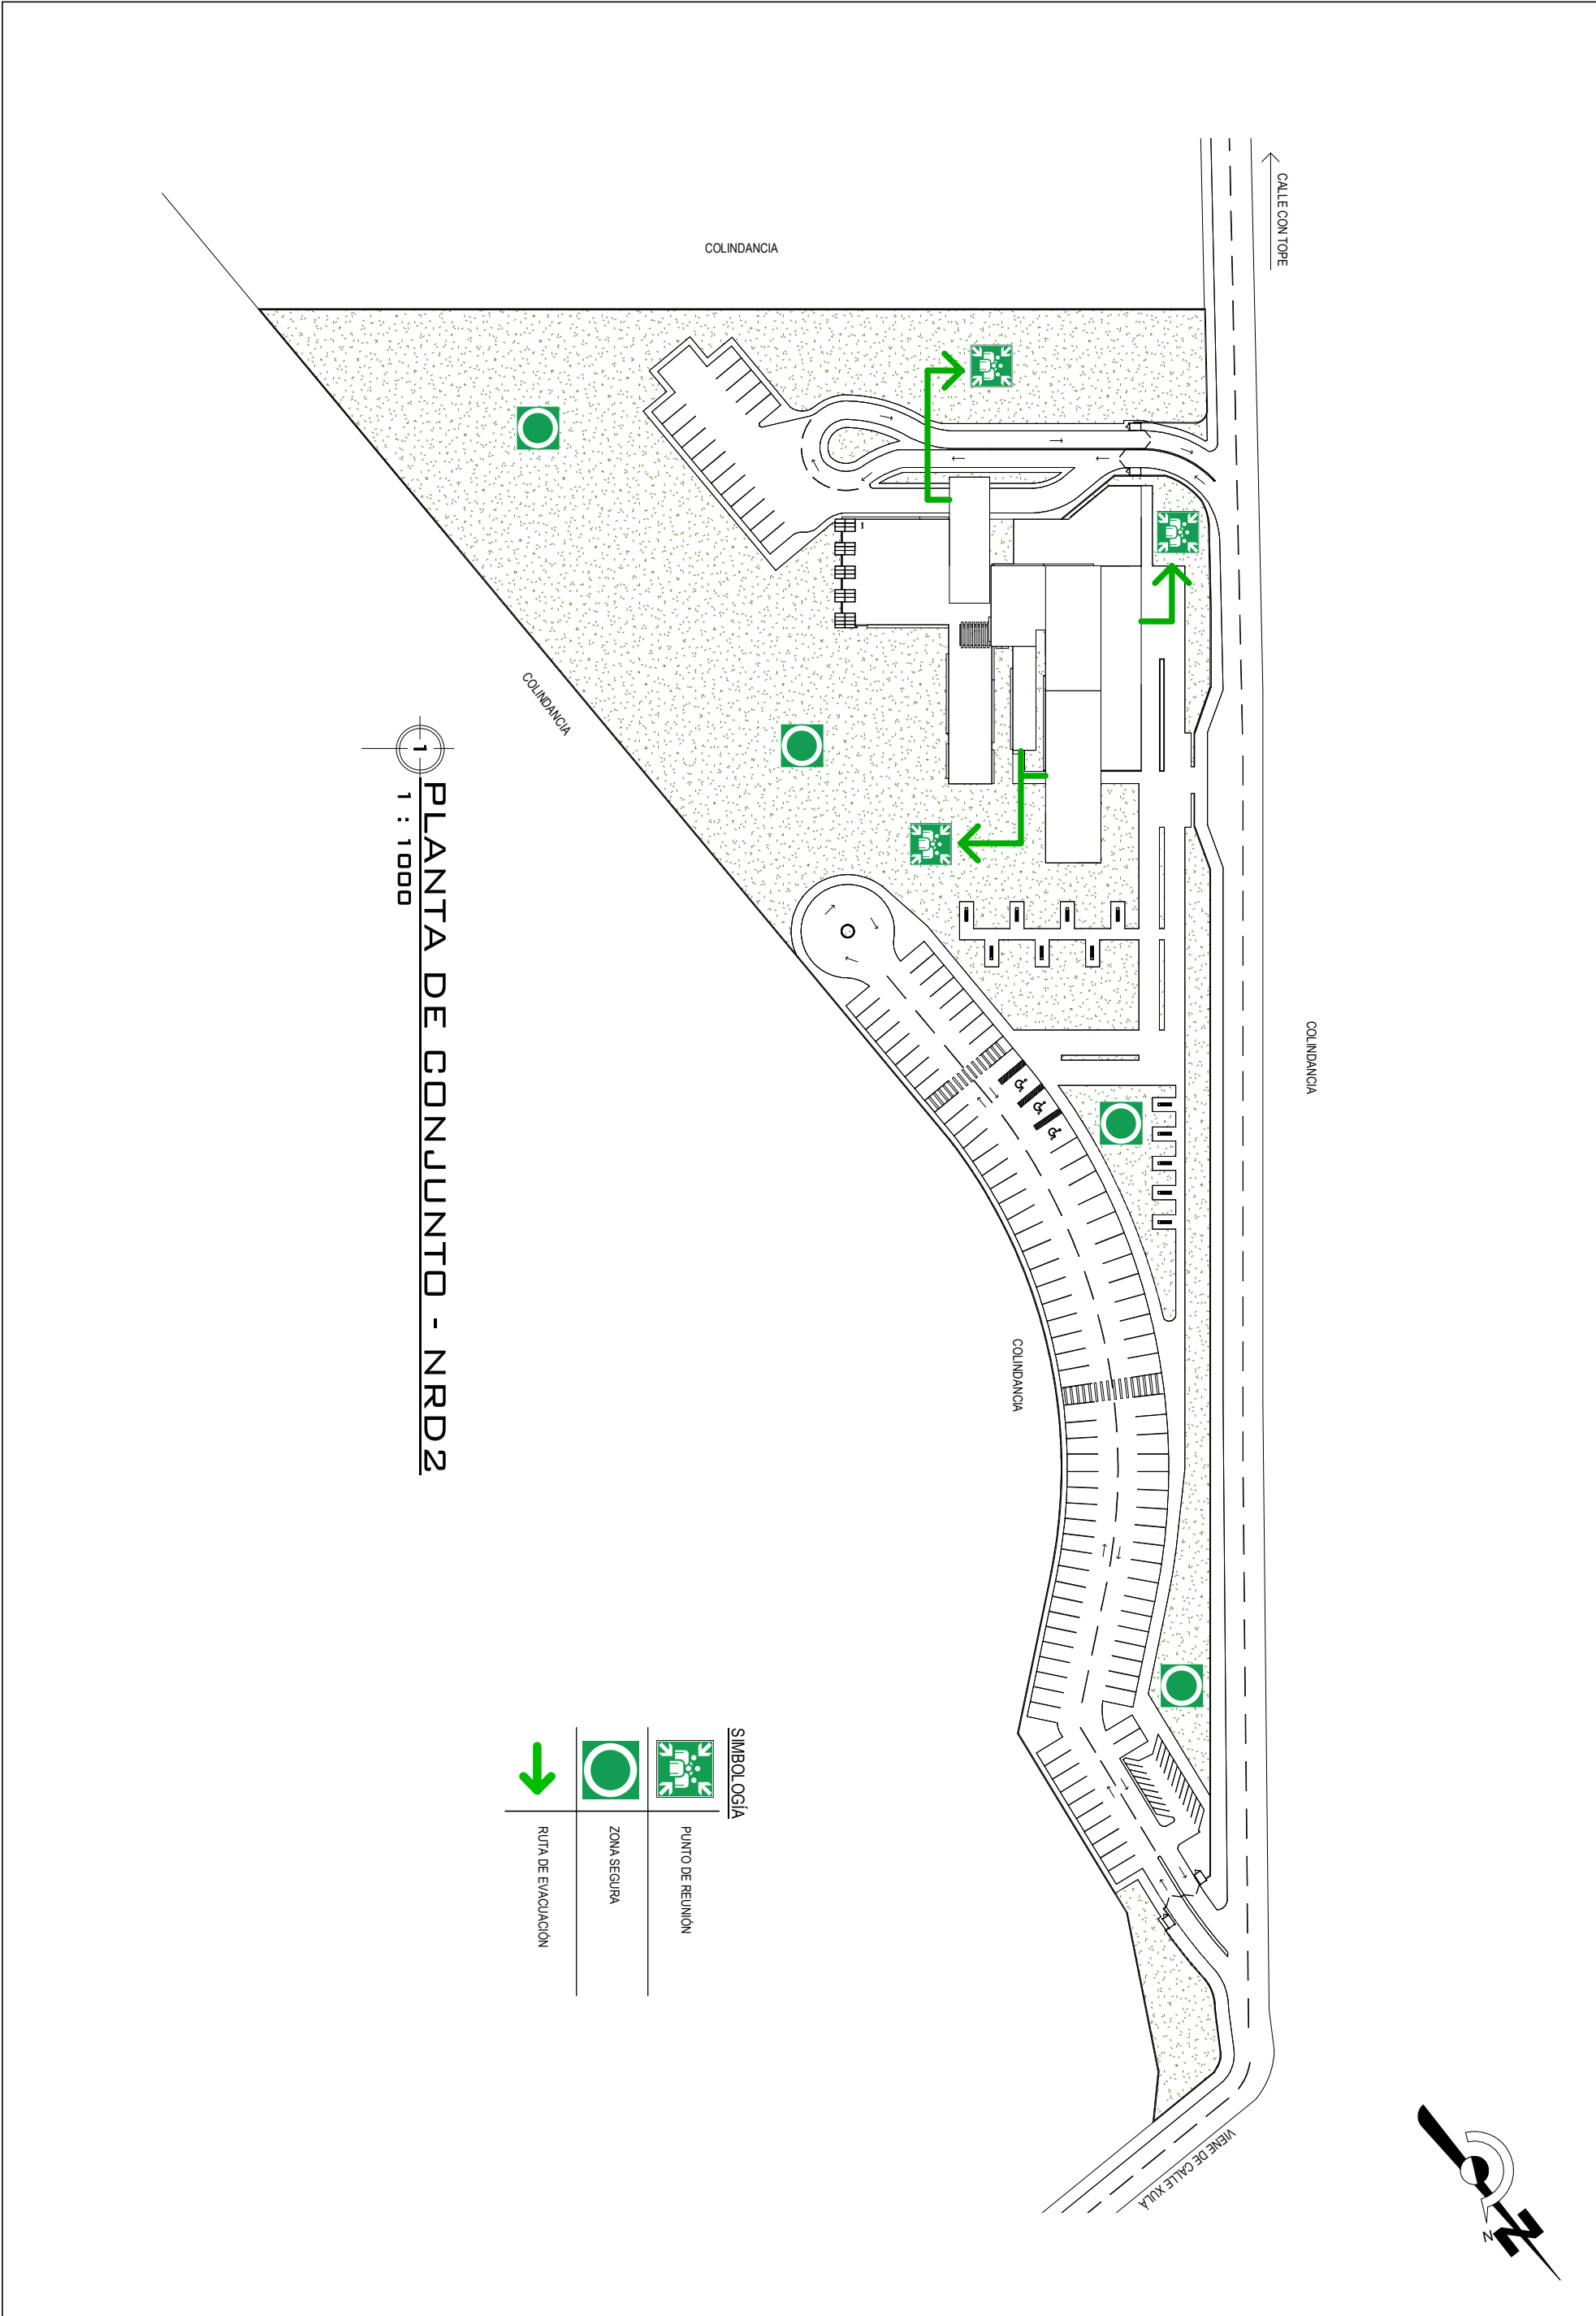 CALLE CON TOPE
COLINDANCIA
COLINDANCIA
COLINDANCIA
COLINDANCIA
VIENE DE CALLE XULÁ
1
PLANTA DE CONJUNTO - NRD2
1 : 1000
SIMBOLOGÍA
PUNTO DE REUNIÓN
ZONA SEGURA
RUTA DE EVACUACIÓN
N
N